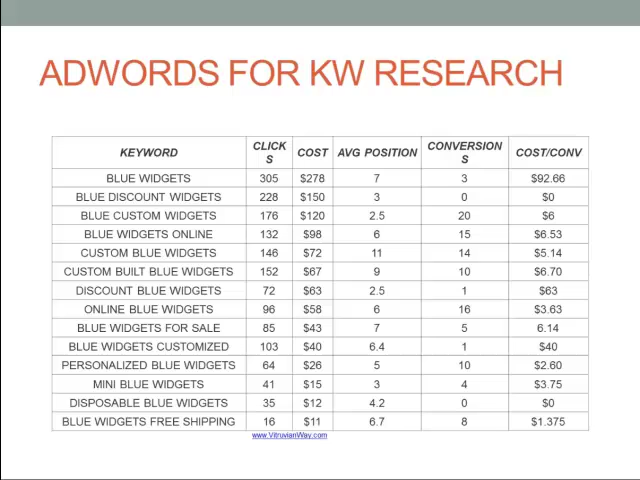 ADWORDS FOR KW RESEARCH
KEYWORD CLICKS COST AVG POSITION CONVERSIONS COST/CONV
BLUE WIDGETS 305 $278 7 3 $92.66
BLUE DISCOUNT WIDGETS 228 $150 3 0 $0
BLUE CUSTOM WIDGETS 176 $120 2.5 20 $6
BLUE WIDGETS ONLINE 132 $98 6 15 $6.53
CUSTOM BLUE WIDGETS 146 $72 11 14 $5.14
CUSTOM BUILT BLUE WIDGETS 152 $67 9 10 $6.70
DISCOUNT BLUE WIDGETS 72 $63 2.5 1 $63
ONLINE BLUE WIDGETS 96 $58 6 16 $3.63
BLUE WIDGETS FOR SALE 85 $43 7 5 6.14
BLUE WIDGETS CUSTOMIZED 103 $40 6.4 1 $40
PERSONALIZED BLUE WIDGETS 64 $26 5 10 $2.60
MINI BLUE WIDGETS 41 $15 3 4 $3.75
DISPOSABLE BLUE WIDGETS 35 $12 4.2 0 $0
BLUE WIDGETS FREE SHIPPING 16 $11 6.7 8 $1.375
www.VitruvianWay.com